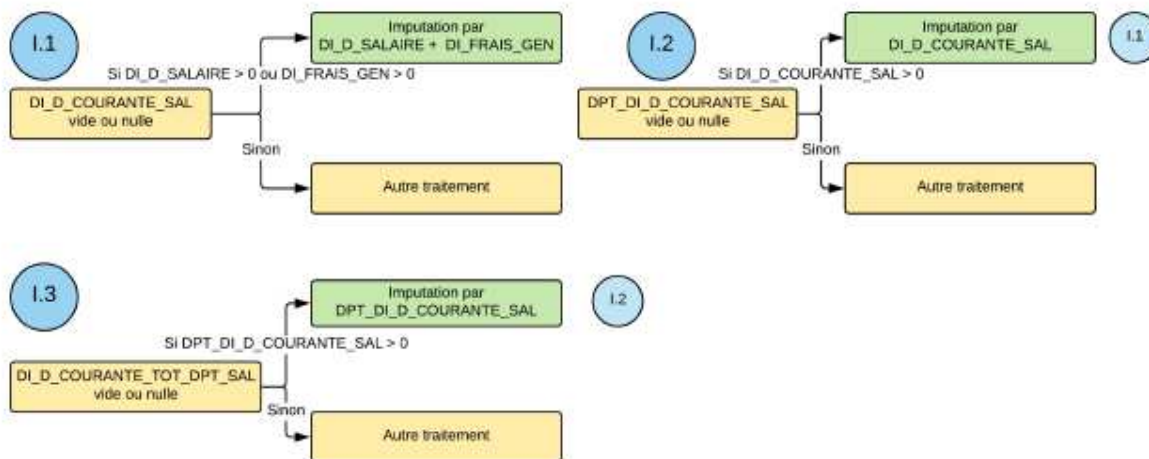 I.1
Imputation par
DI_D_SALAIRE + DI_FRAIS_GEN
Si DI_D_SALAIRE > 0 ou DI_FRAIS_GEN > 0
DI_D_COURANTE_SAL
vide ou nulle
Sinon
Autre traitement
I.2
Imputation par
DI_D_COURANTE_SAL
I.1
Si DI_D_COURANTE_SAL > 0
DPT_DI_D_COURANTE_SAL
vide ou nulle
Sinon
Autre traitement
I.3
Imputation par
DPT_DI_D_COURANTE_SAL
I.2
Si DPT_DI_D_COURANTE_SAL > 0
DI_D_COURANTE_TOT_DPT_SAL
vide ou nulle
Sinon
Autre traitement